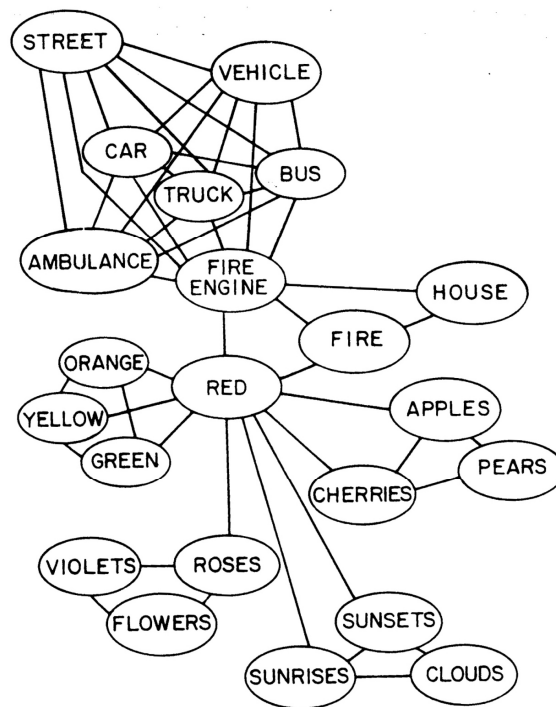 STREET
VEHICLE
CAR
TRUCK
BUS
AMBULANCE
FIRE
ENGINE
HOUSE
FIRE
ORANGE
RED
YELLOW
GREEN
APPLES
PEARS
CHERRIES
VIOLETS
ROSES
FLOWERS
SUNSETS
SUNRISES
CLOUDS